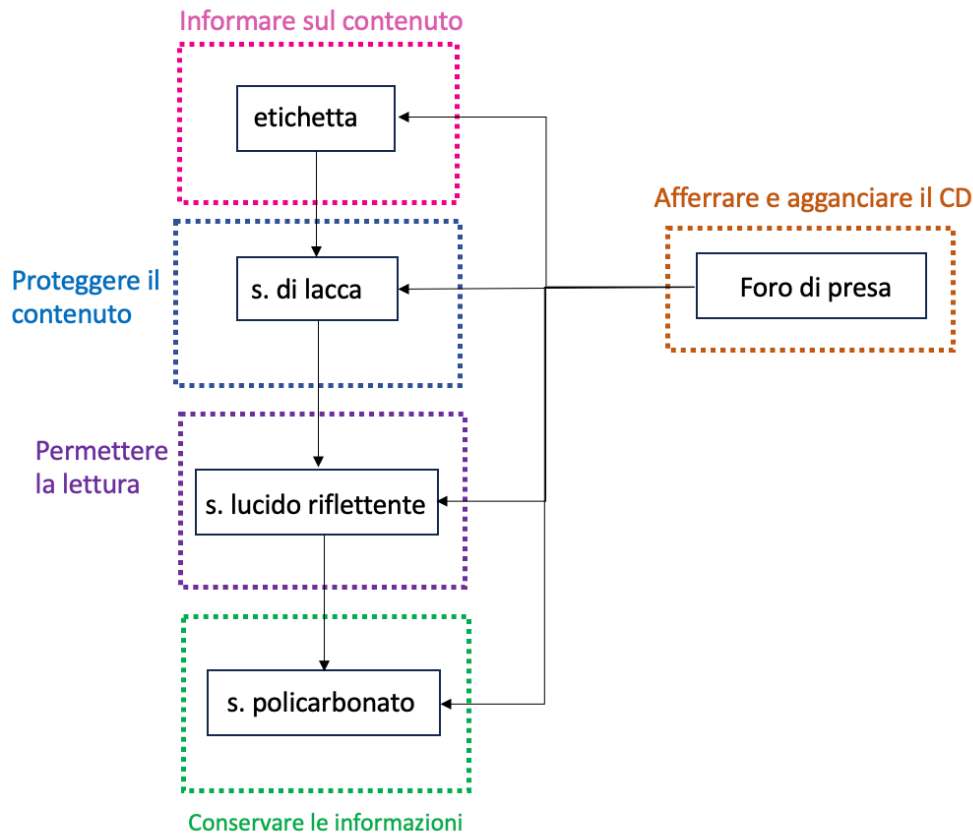 Informare sul contenuto
etichetta
Afferrare e agganciare il CD
Proteggere il
contenuto
s. di lacca
Foro di presa
Permettere
la lettura
s. lucido riflettente
s. policarbonato
Conservare le informazioni